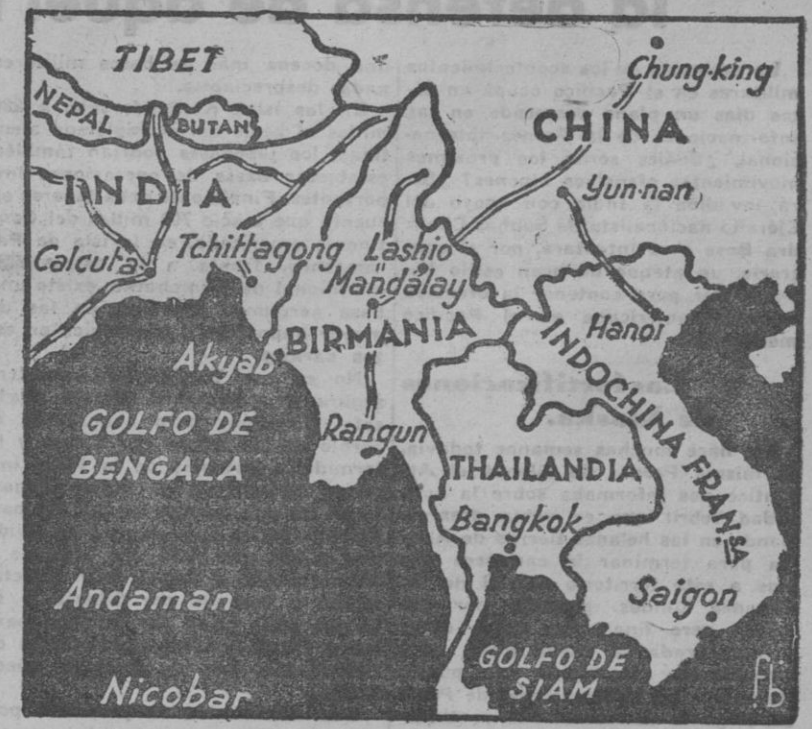 TIBET
Chung-king
NEPAL
BUTAN
CHINA
INDIA
Yun-nan
Calcuta
Tchittagong
Lashio
Mandalay
BIRMANIA
Hanoi
Akyab
INDOCHINA FRAN.SA
GOLFO DE
BENGALA
Rangun
THAILANDIA
Bangkok
Andaman
Saigon
GOLFO DE
SIAM
Nicobar
fb